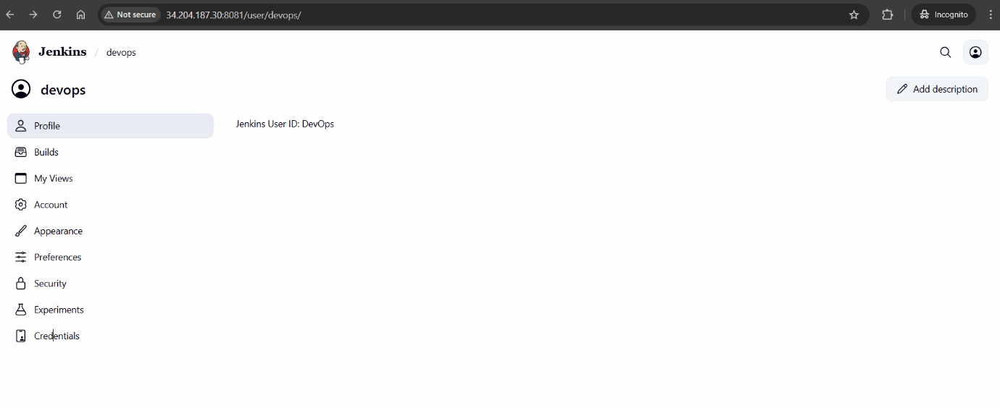 Not secure 34.204.187.30:8081/user/devops/ Incognito
Jenkins / devops
devops
Add description
Profile
Jenkins User ID: DevOps
Builds
My Views
Account
Appearance
Preferences
Security
Experiments
Credentials